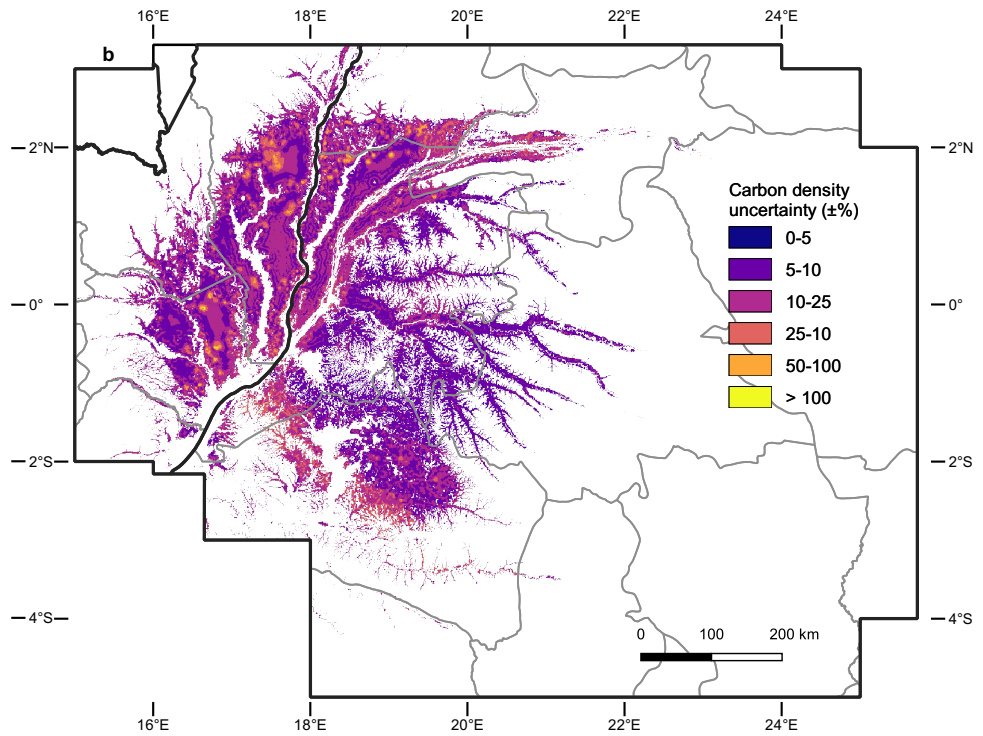 16°E 18°E 20°E 22°E 24°E
b
2°N 2°N
Carbon density
uncertainty (±%)
0-5
5-10
10-25
0° 0°
25-10
50-100
> 100
2°S 2°S
4°S 4°S
0 100 200 km
16°E 18°E 20°E 22°E 24°E